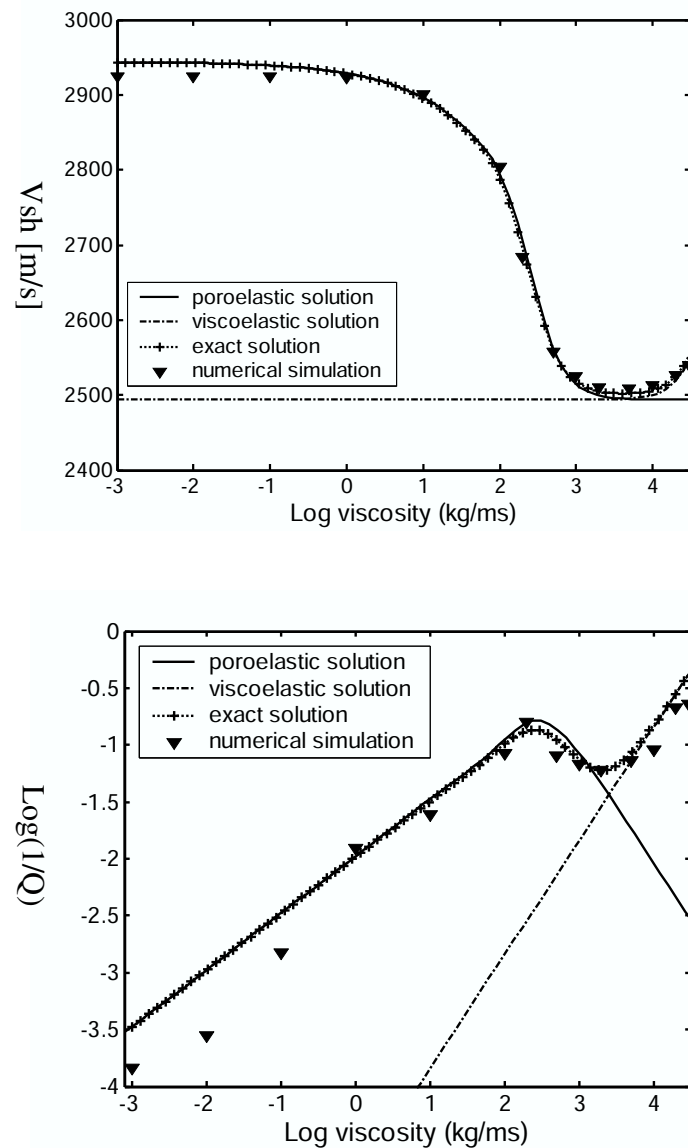 3000
2900
2800
2700
2600
2500
2400
Vsh [m/s]
poroelastic solution
viscoelastic solution
exact solution
numerical simulation
-3 -2 -1 0 1 2 3 4
Log viscosity (kg/ms)
0
-0.5
-1
-1.5
-2
-2.5
-3
-3.5
-4
Log(1/Q)
poroelastic solution
viscoelastic solution
exact solution
numerical simulation
-3 -2 -1 0 1 2 3 4
Log viscosity (kg/ms)